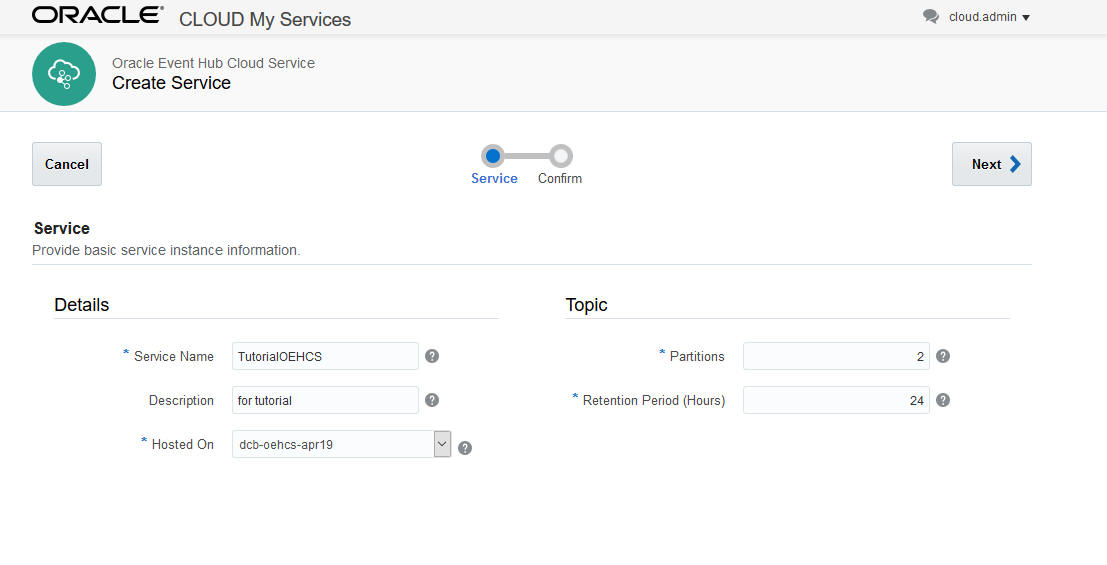 ORACLE® CLOUD My Services
cloud.admin
Oracle Event Hub Cloud Service
Create Service
Cancel
Service
Confirm
Next
Service
Provide basic service instance information.
Details
* Service Name TutorialOEHCS ?
Description for tutorial ?
* Hosted On dcb-oehcs-apr19 ?
Topic
* Partitions 2 ?
* Retention Period (Hours) 24 ?